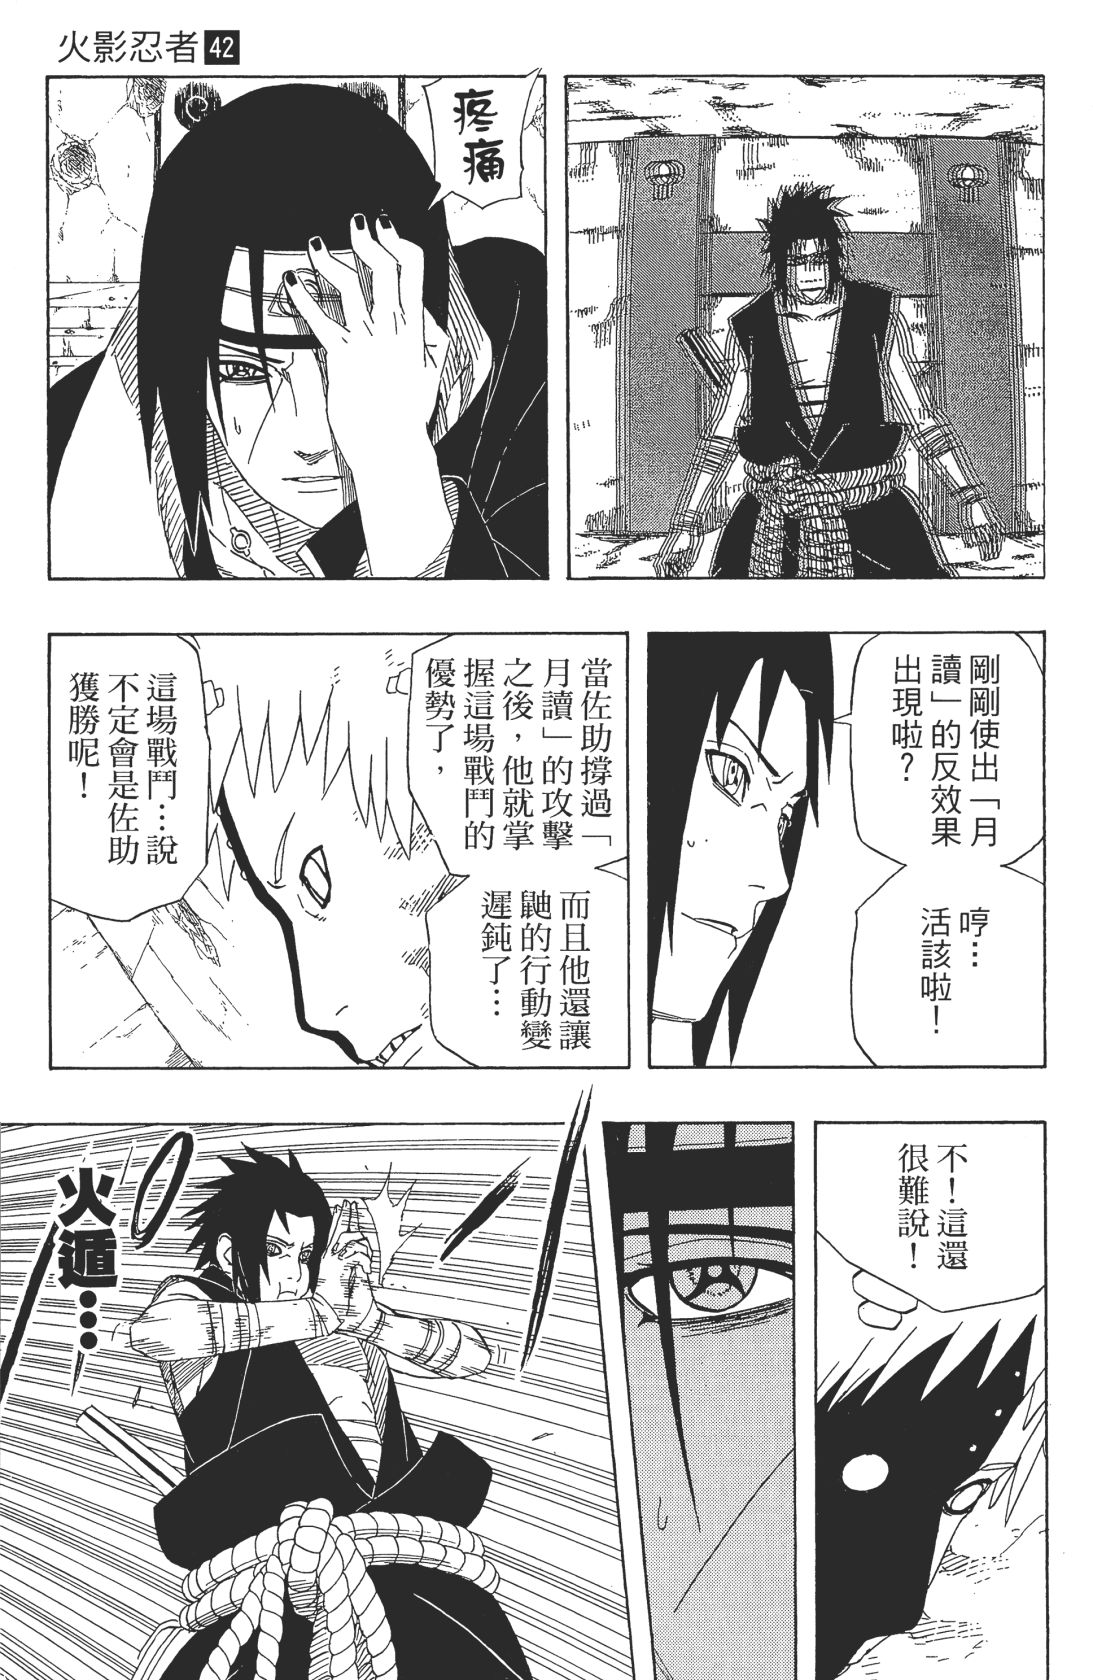 火影忍者42
疼
痛
剛剛使出「月
讀」的反效果
出現啦？
哼⋯
活該啦！
當佐助撐過「
月讀」的攻擊
之後，他就掌
握這場戰鬥的
優勢了，
而且他還讓
鼬的行動變
遲鈍了⋯
這場戰鬥⋯說
不定會是佐助
獲勝呢！
不！這還
很難說！
火遁⋯⋯